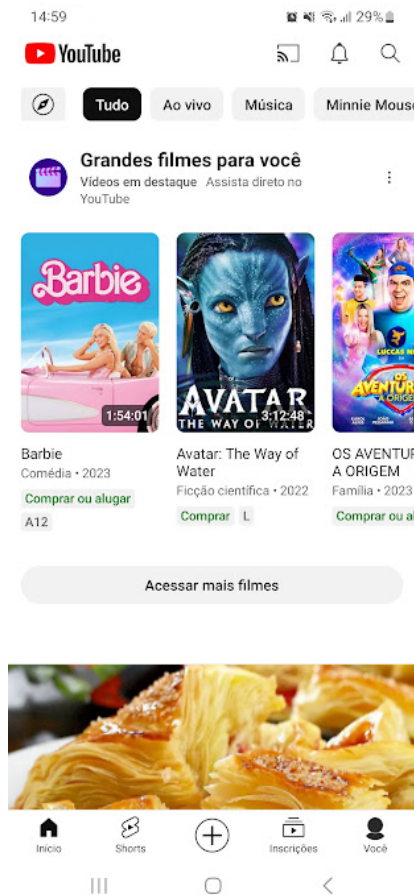 14:59
29%
YouTube
Tudo
Ao vivo
Música
Minnie Mouse
Grandes filmes para você
Vídeos em destaque Assista direto no
YouTube
Barbie
1:54:01
AVATAR
THE WAY OF WATER
3:12:48
LUCCAS
OS
AVENTUR
A ORIGEM
Barbie
Comédia • 2023
Comprar ou alugar
A12
Avatar: The Way of
Water
Ficção científica • 2022
Comprar L
OS AVENTUR
A ORIGEM
Família • 2023
Comprar ou al
Acessar mais filmes
Início
Shorts
Inscrições
Você